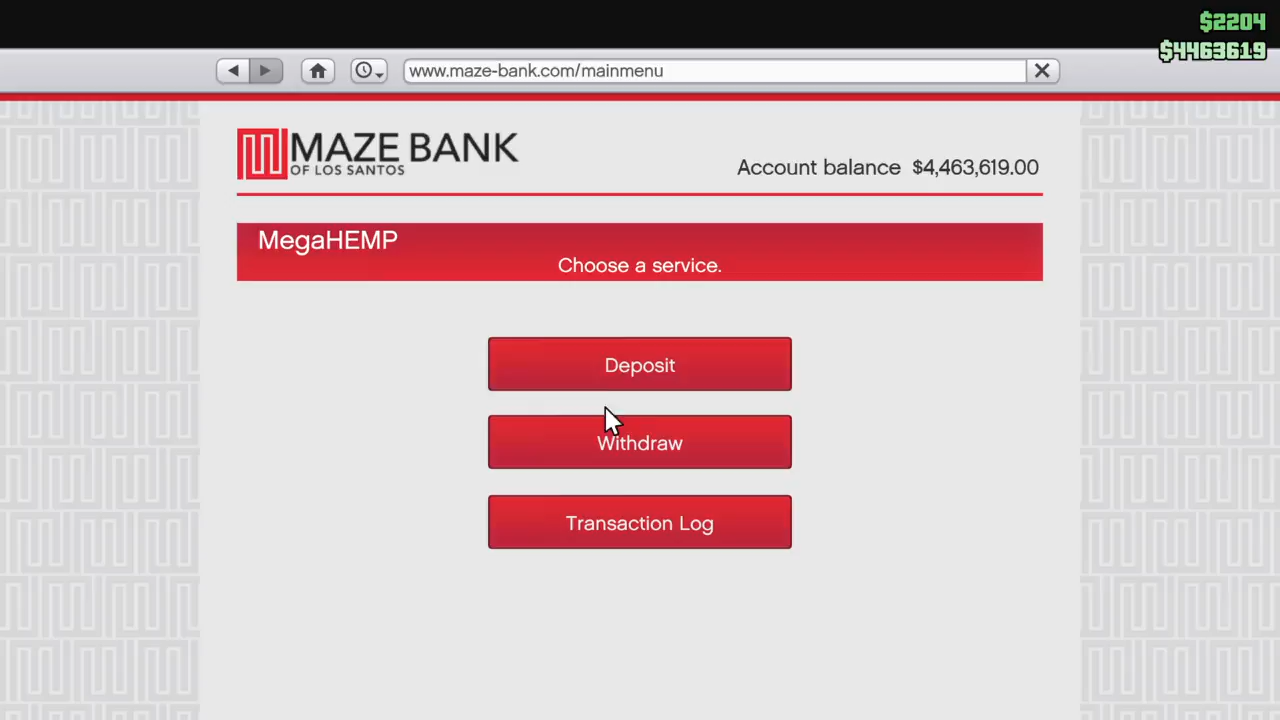 $2204
$4463619
www.maze-bank.com/mainmenu
MAZE BANK
OF LOS SANTOS
Account balance $4,463,619.00
MegaHEMP
Choose a service.
Deposit
Withdraw
Transaction Log